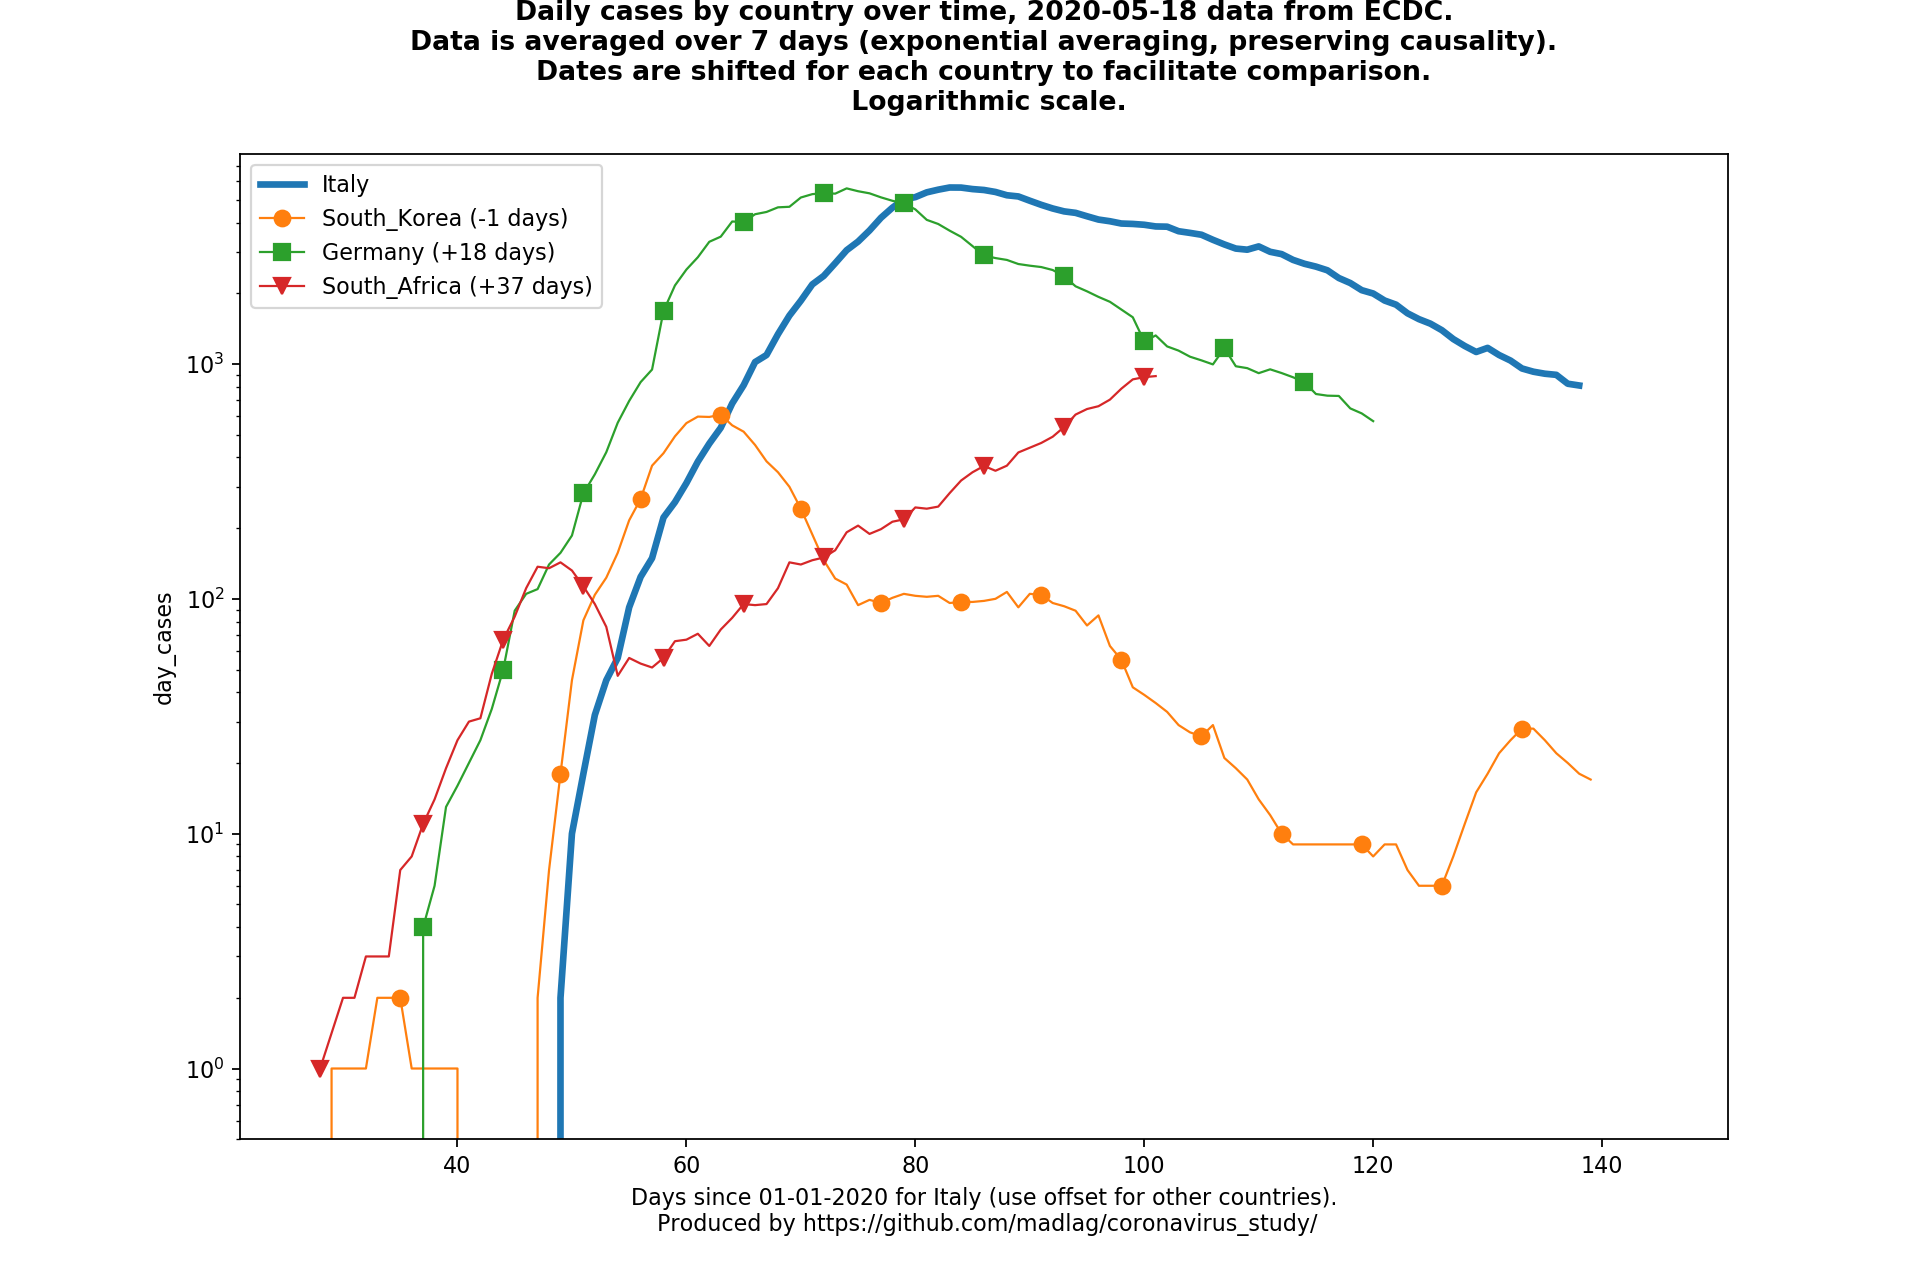 Daily cases by country over time, 2020-05-18 data from ECDC.
Data is averaged over 7 days (exponential averaging, preserving causality).
Dates are shifted for each country to facilitate comparison.
Logarithmic scale.
Italy
South_Korea (-1 days)
Germany (+18 days)
South_Africa (+37 days)
10³
10²
10¹
10⁰
day_cases
40 60 80 100 120 140
Days since 01-01-2020 for Italy (use offset for other countries).
Produced by https://github.com/madlag/coronavirus_study/